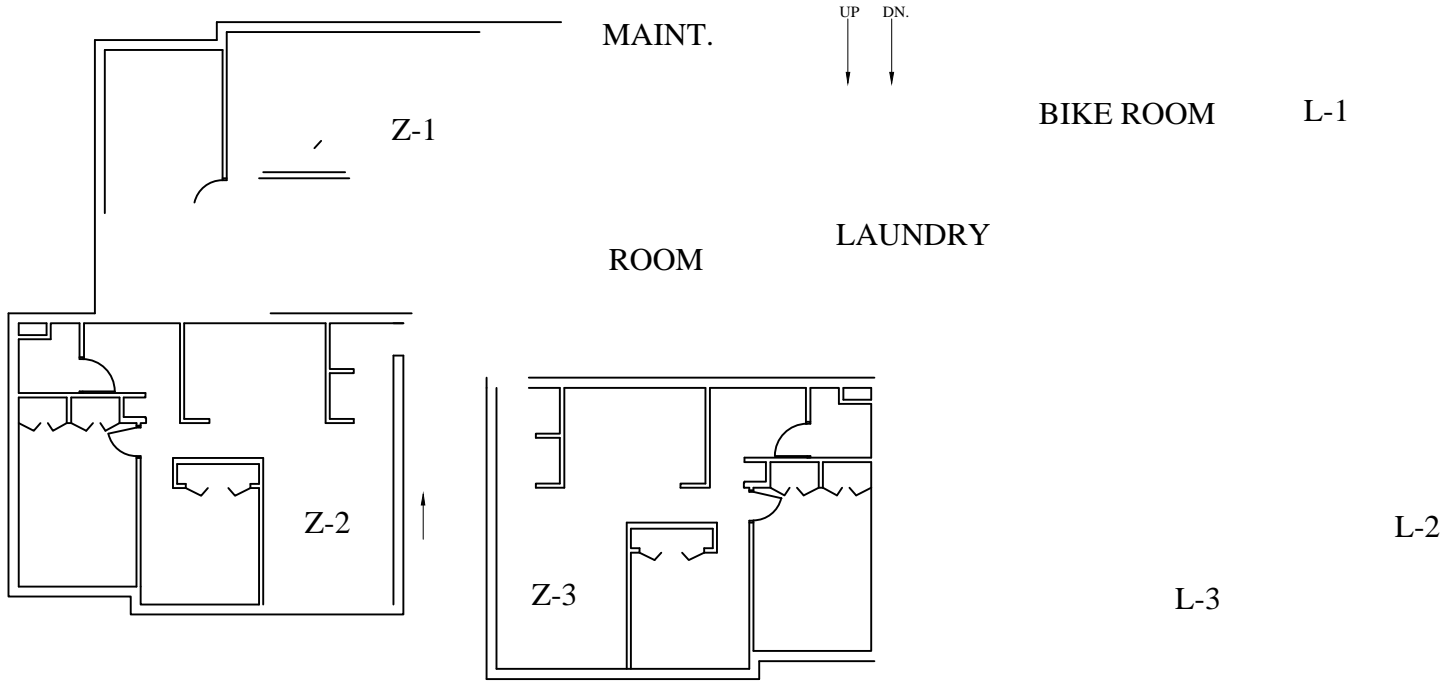 UP DN.
MAINT.
BIKE ROOM
L-1
Z-1
LAUNDRY
ROOM
Z-2
L-2
Z-3
L-3